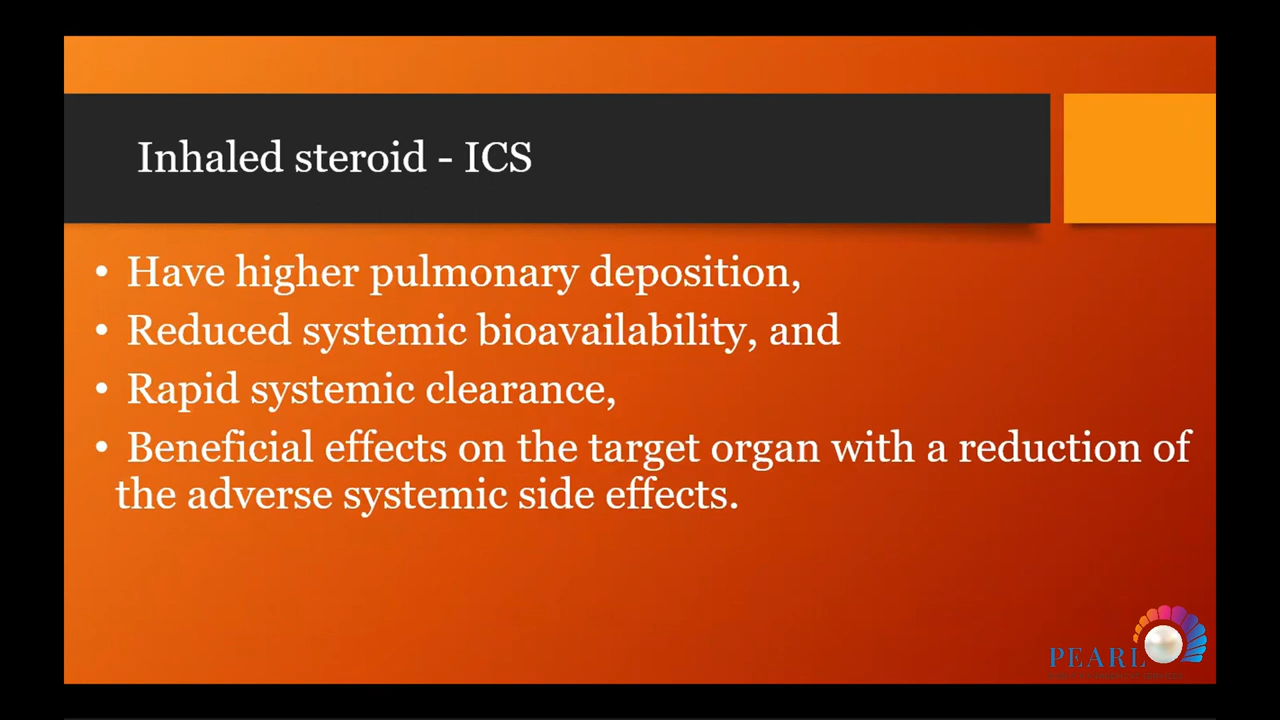 Inhaled steroid - ICS
• Have higher pulmonary deposition,
• Reduced systemic bioavailability, and
• Rapid systemic clearance,
• Beneficial effects on the target organ with a reduction of
the adverse systemic side effects.
PEARL